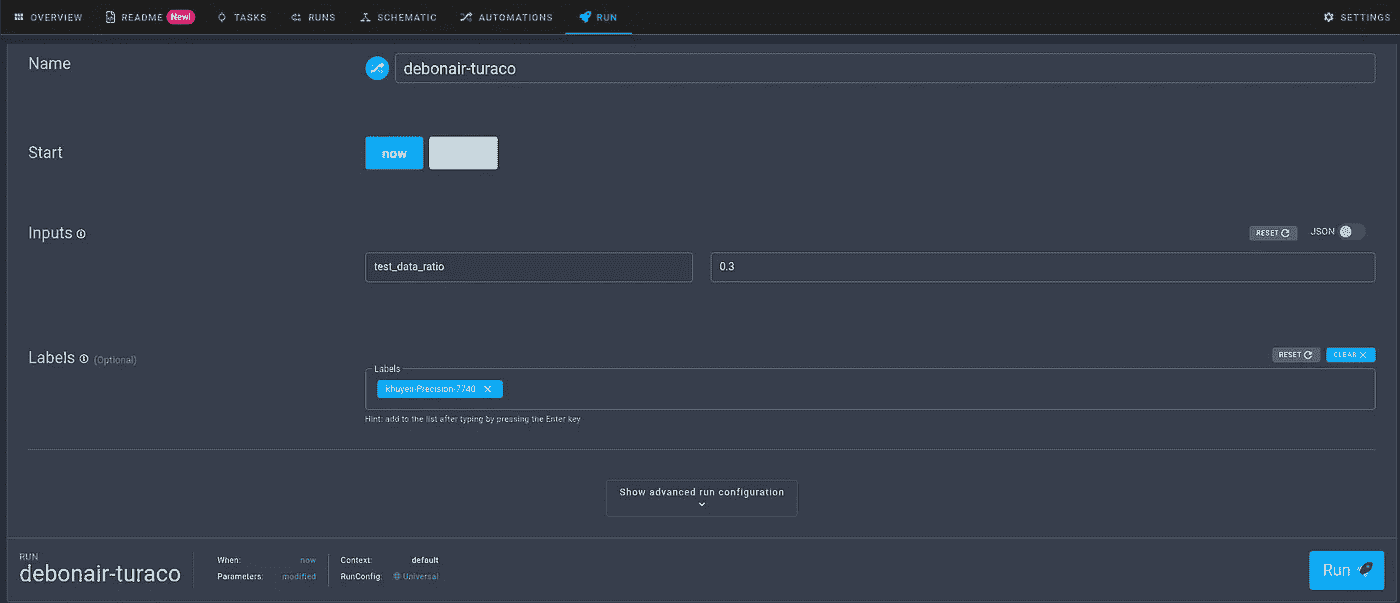 OVERVIEW README New! TASKS RUNS SCHEMATIC AUTOMATIONS RUN SETTINGS
Name debonair-turaco
Start now
Inputs RESET JSON
test_data_ratio 0.3
Labels (Optional) RESET CLEAR
Labels
khuyen-Precision-7740
Hint: add to the list after typing by pressing the Enter key
Show advanced run configuration
RUN
debonair-turaco
When: now
Parameters: modified
Context: default
RunConfig: Universal
Run